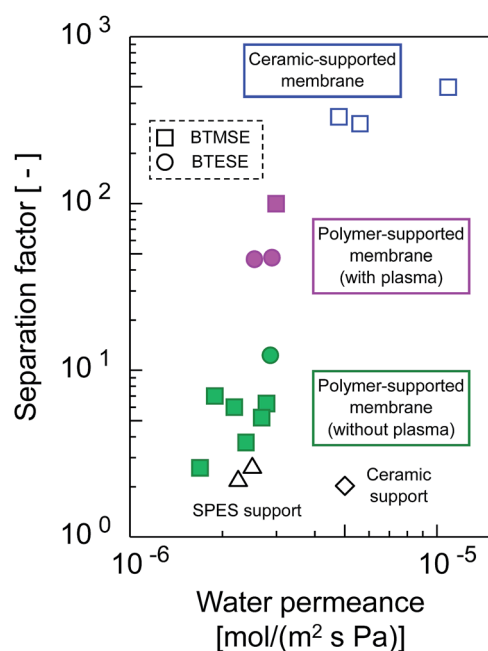 10^3
Ceramic-supported
membrane
BTMSE
BTESE
10^2
Polymer-supported
membrane
(with plasma)
Separation factor [ - ]
10^1
Polymer-supported
membrane
(without plasma)
Ceramic
support
SPES support
10^0
10^-6
10^-5
Water permeance
[mol/(m^2 s Pa)]